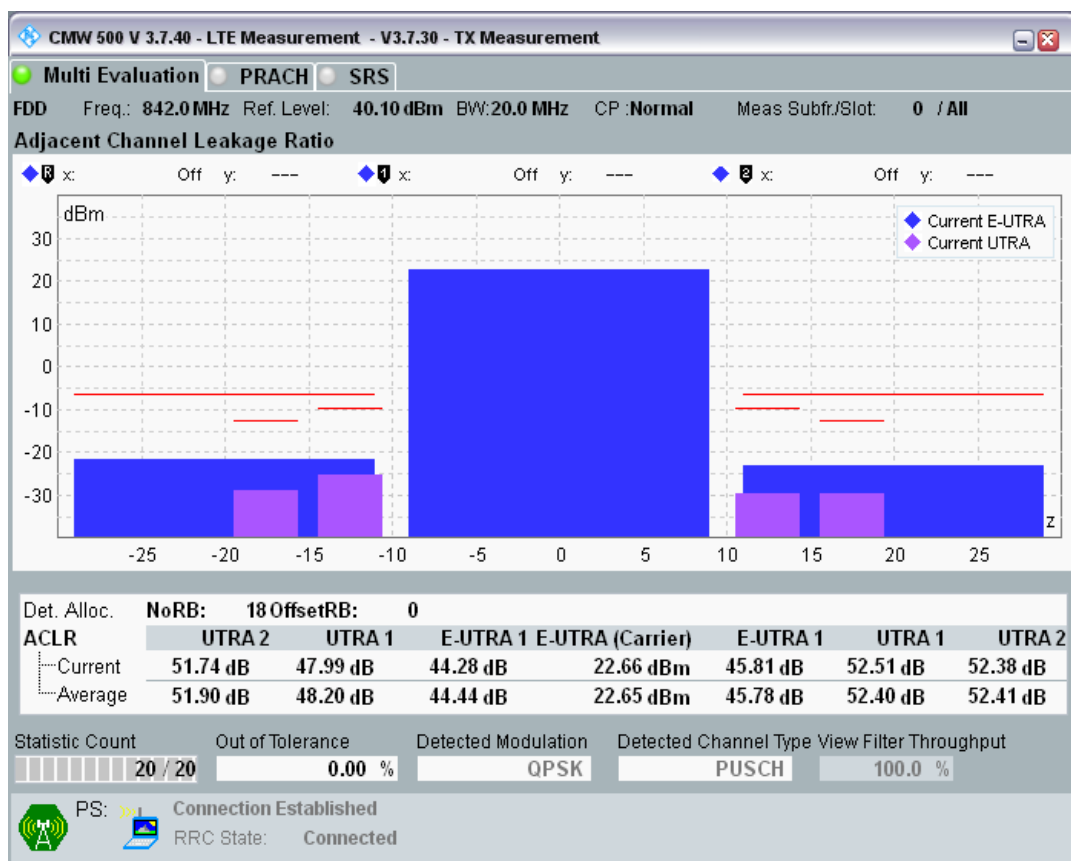 CMW 500 V 3.7.40 - LTE Measurement - V3.7.30 - TX Measurement
Multi Evaluation PRACH SRS
FDD Freq.: 842.0 MHz Ref. Level: 40.10 dBm BW:20.0 MHz CP :Normal Meas Subfr./Slot: 0 / All
Adjacent Channel Leakage Ratio
R x: Off y: --- 1 x: Off y: --- 2 x: Off y: ---
dBm
Current E-UTRA
Current UTRA
30
20
10
0
-10
-20
-30
z
-25 -20 -15 -10 -5 0 5 10 15 20 25
Det. Alloc. NoRB: 18 OffsetRB: 0
ACLR UTRA 2 UTRA 1 E-UTRA 1 E-UTRA (Carrier) E-UTRA 1 UTRA 1 UTRA 2
Current 51.74 dB 47.99 dB 44.28 dB 22.66 dBm 45.81 dB 52.51 dB 52.38 dB
Average 51.90 dB 48.20 dB 44.44 dB 22.65 dBm 45.78 dB 52.40 dB 52.41 dB
Statistic Count Out of Tolerance Detected Modulation Detected Channel Type View Filter Throughput
20 / 20 0.00 % QPSK PUSCH 100.0 %
PS: Connection Established
RRC State: Connected